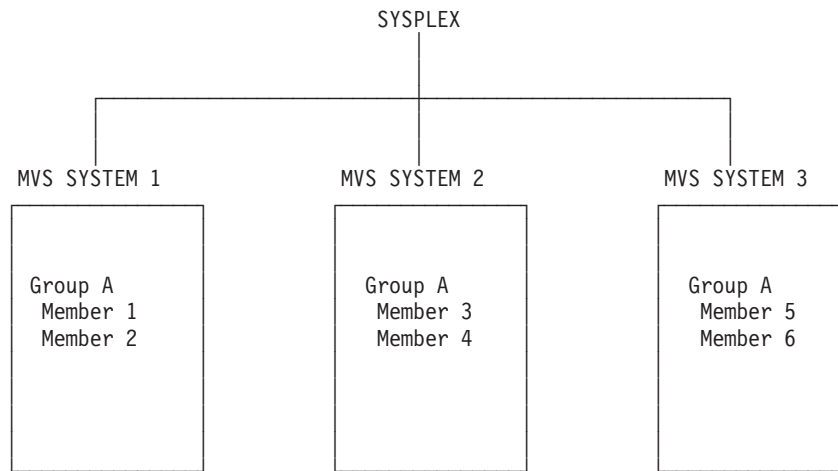 SYSPLEX
MVS SYSTEM 1
MVS SYSTEM 2
MVS SYSTEM 3
Group A
Member 1
Member 2
Group A
Member 3
Member 4
Group A
Member 5
Member 6